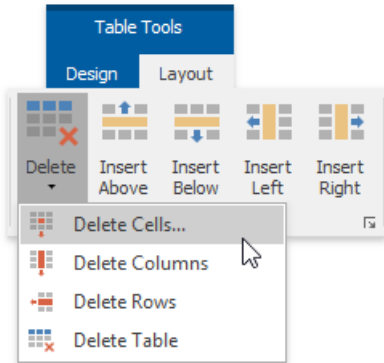 Table Tools
Design Layout
Delete Insert Above Insert Below Insert Left Insert Right
Delete Cells...
Delete Columns
Delete Rows
Delete Table